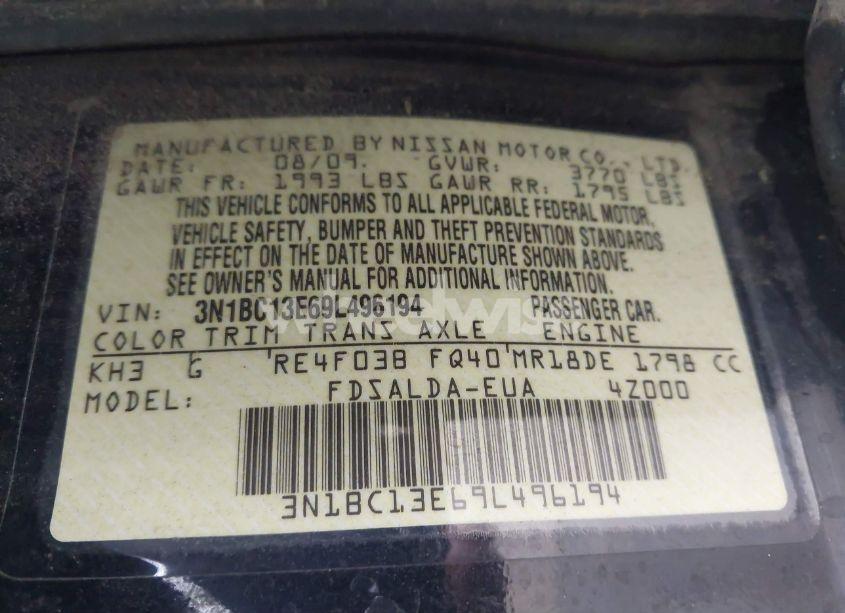 MANUFACTURED BY NISSAN MOTOR CO., LTD.
DATE: 08/09. GVWR: 3770 LBS
GAWR FR: 1993 LBS GAWR RR: 1795 LBS
THIS VEHICLE CONFORMS TO ALL APPLICABLE FEDERAL MOTOR
VEHICLE SAFETY, BUMPER AND THEFT PREVENTION STANDARDS
IN EFFECT ON THE DATE OF MANUFACTURE SHOWN ABOVE.
SEE OWNER'S MANUAL FOR ADDITIONAL INFORMATION.
VIN: 3N1BC13E69L496194 PASSENGER CAR.
COLOR TRIM TRANS AXLE ENGINE
KH3 G RE4F03B FQ40 MR18DE 1798 CC
MODEL: FDSALDA-EUA 4Z000
3N1BC13E69L496194